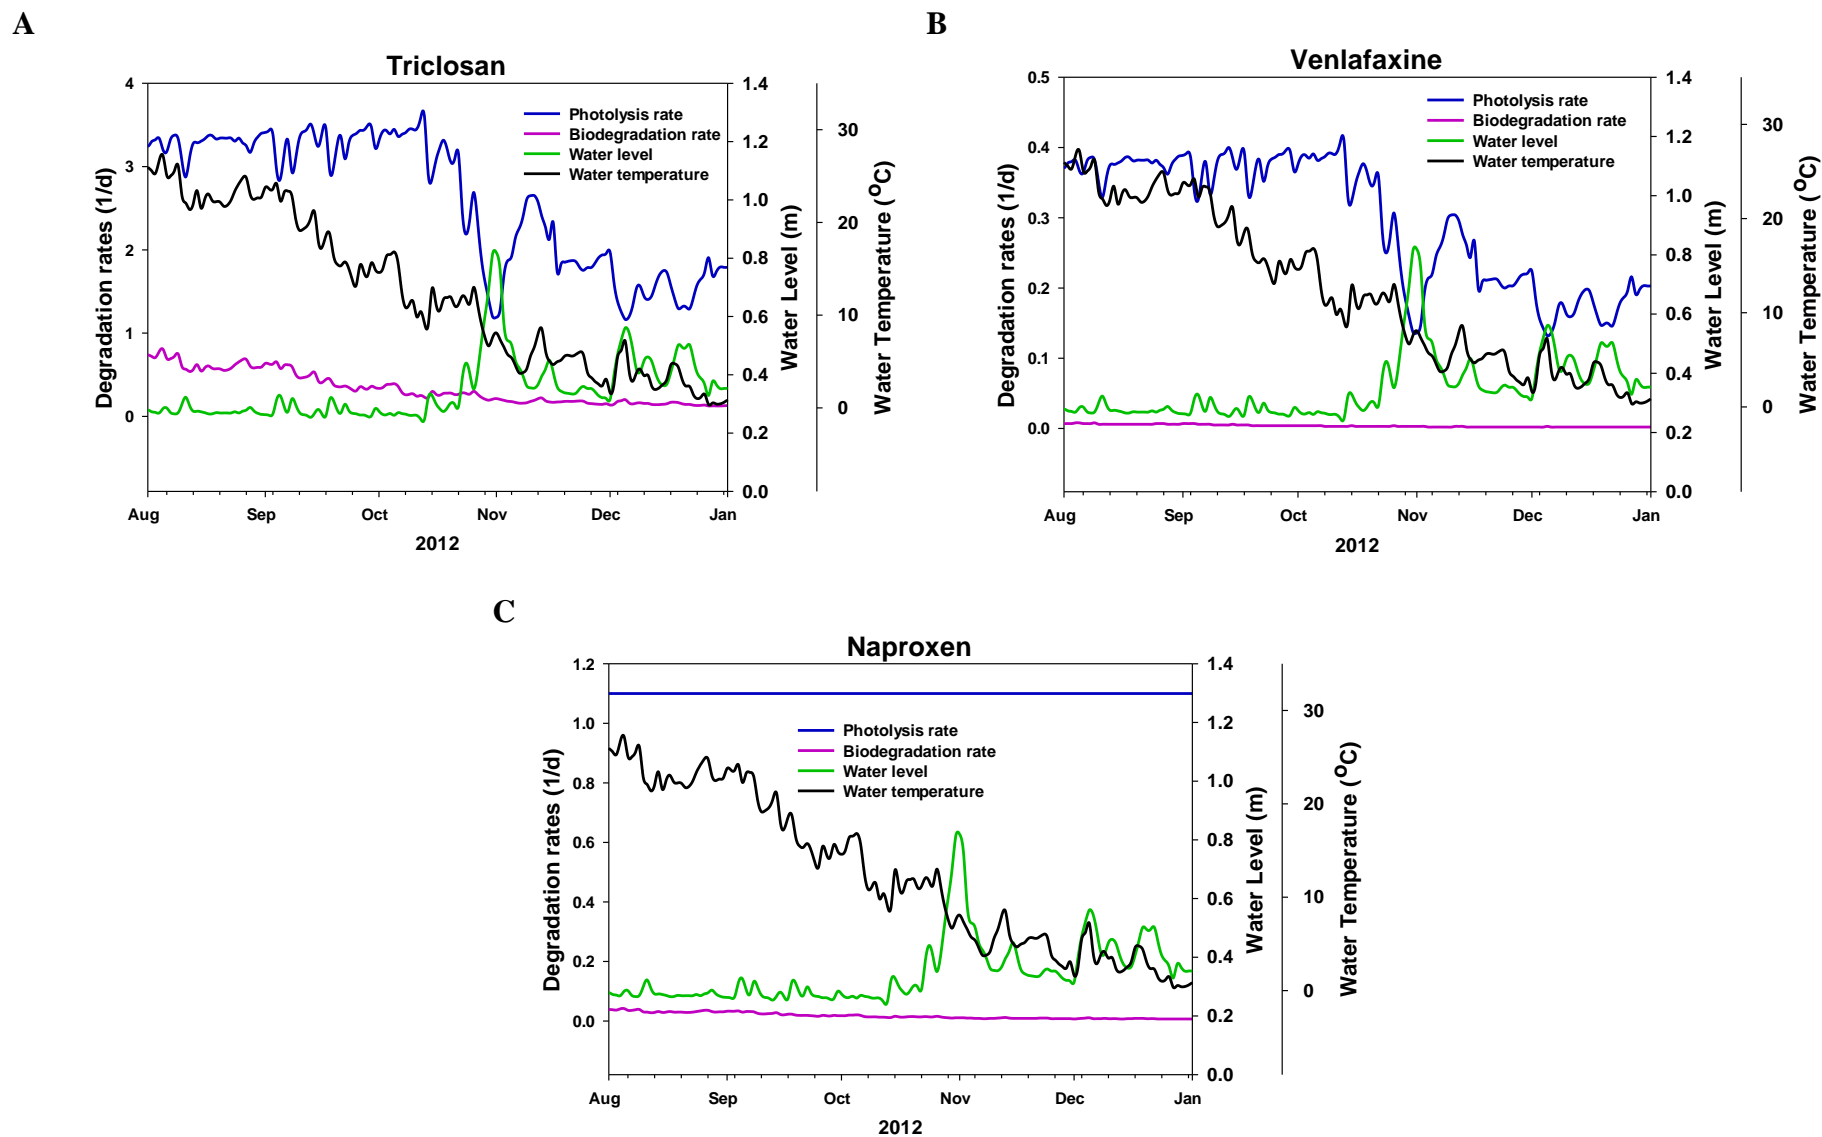 A
Triclosan
Photolysis rate
Biodegradation rate
Water level
Water temperature
Degradation rates (1/d)
4
3
2
1
0
1.4
1.2
1.0
0.8
0.6
0.4
0.2
0.0
Water Level (m)
30
20
10
0
Water Temperature (°C)
Aug Sep Oct Nov Dec Jan
2012
B
Venlafaxine
Photolysis rate
Biodegradation rate
Water level
Water temperature
Degradation rates (1/d)
0.5
0.4
0.3
0.2
0.1
0.0
1.4
1.2
1.0
0.8
0.6
0.4
0.2
0.0
Water Level (m)
30
20
10
0
Water Temperature (°C)
Aug Sep Oct Nov Dec Jan
2012
C
Naproxen
Photolysis rate
Biodegradation rate
Water level
Water temperature
Degradation rates (1/d)
1.2
1.0
0.8
0.6
0.4
0.2
0.0
1.4
1.2
1.0
0.8
0.6
0.4
0.2
0.0
Water Level (m)
30
20
10
0
Water Temperature (°C)
Aug Sep Oct Nov Dec Jan
2012